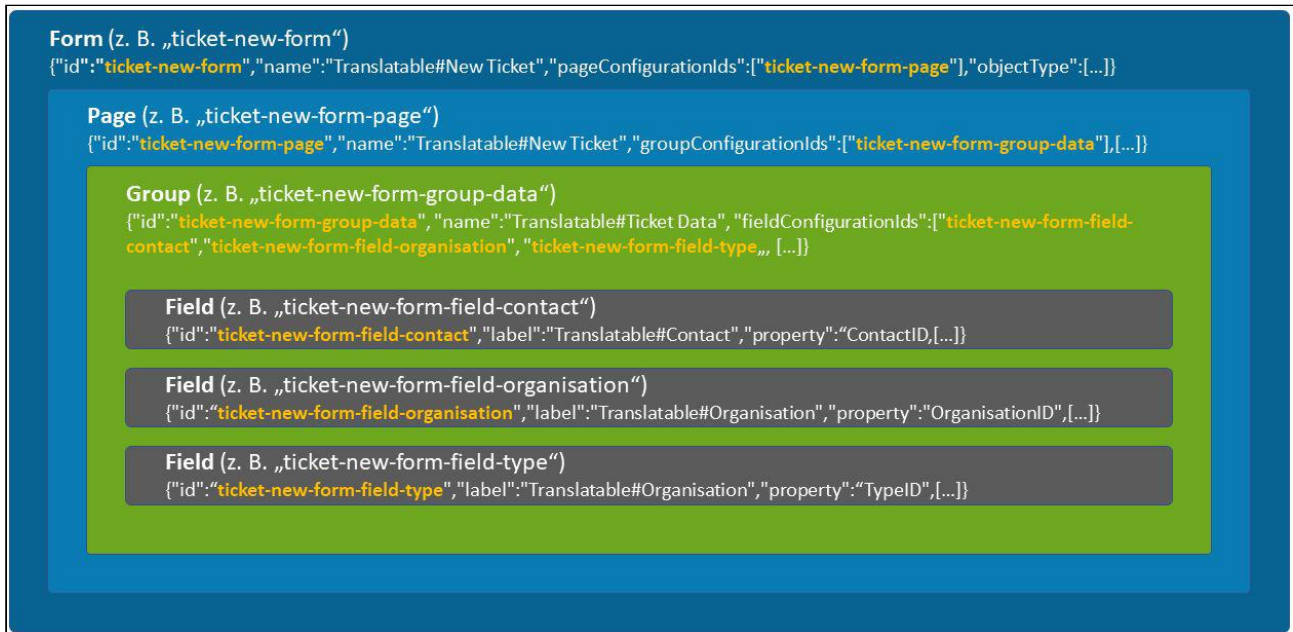 Form (z. B. „ticket-new-form“)
{"id":"ticket-new-form","name":"Translatable#New Ticket","pageConfigurationIds":["ticket-new-form-page"],"objectType":[...]}
Page (z. B. „ticket-new-form-page“)
{"id":"ticket-new-form-page","name":"Translatable#New Ticket","groupConfigurationIds":["ticket-new-form-group-data"],[...]}
Group (z. B. „ticket-new-form-group-data“)
{"id":"ticket-new-form-group-data", "name":"Translatable#Ticket Data", "fieldConfigurationIds":["ticket-new-form-field-
contact","ticket-new-form-field-organisation", "ticket-new-form-field-type„, [...]}
Field (z. B. „ticket-new-form-field-contact“)
{"id":"ticket-new-form-field-contact","label":"Translatable#Contact","property":“ContactID,[...]}
Field (z. B. „ticket-new-form-field-organisation“)
{"id":“ticket-new-form-field-organisation","label":"Translatable#Organisation","property":"OrganisationID",[...]}
Field (z. B. „ticket-new-form-field-type“)
{"id":“ticket-new-form-field-type","label":"Translatable#Organisation","property":“TypeID",[...]}